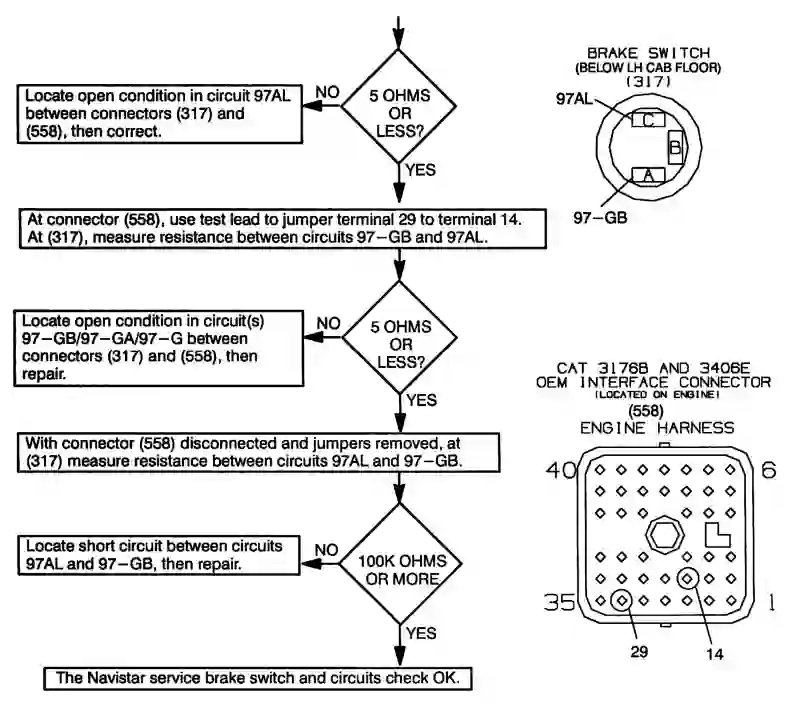 5 OHMS
OR
LESS?
NO
Locate open condition in circuit 97AL
between connectors (317) and
(558), then correct.
YES
At connector (558), use test lead to jumper terminal 29 to terminal 14.
At (317), measure resistance between circuits 97-GB and 97AL.
5 OHMS
OR
LESS?
NO
Locate open condition in circuit(s)
97-GB/97-GA/97-G between
connectors (317) and (558), then
repair.
YES
With connector (558) disconnected and jumpers removed, at
(317) measure resistance between circuits 97AL and 97-GB.
100K OHMS
OR MORE
NO
Locate short circuit between circuits
97AL and 97-GB, then repair.
YES
The Navistar service brake switch and circuits check OK.
BRAKE SWITCH
(BELOW LH CAB FLOOR)
(317)
97AL
C
B
A
97-GB
CAT 3176B AND 3406E
OEM INTERFACE CONNECTOR
(LOCATED ON ENGINE)
(558)
ENGINE HARNESS
40
6
35
1
29
14